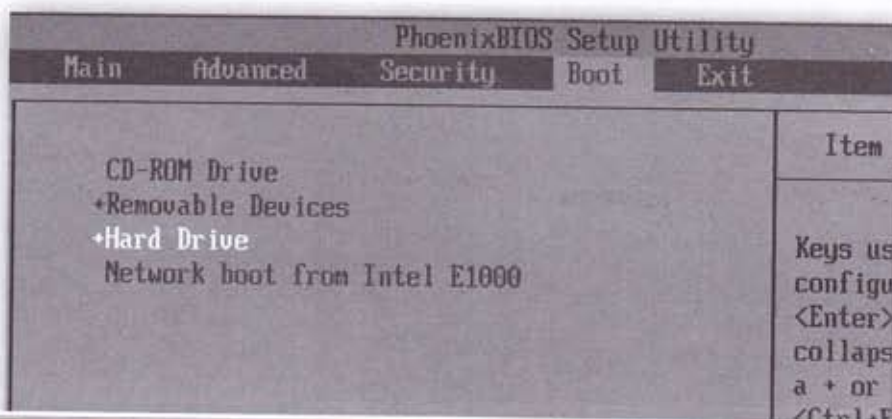 PhoenixBIOS Setup Utility
Main Advanced Security Boot Exit
CD-ROM Drive
+Removable Devices
+Hard Drive
Network boot from Intel E1000
Item
Keys us
configu
<Enter>
collaps
a + or